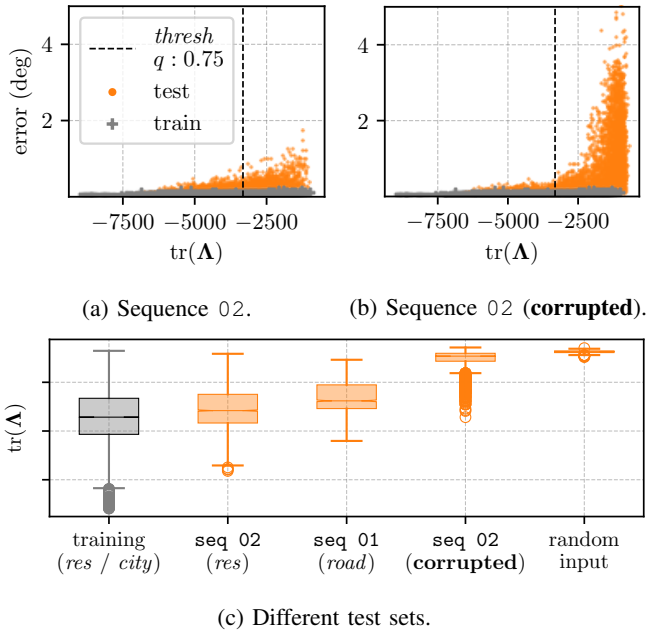 4
2
error (deg)
thresh
q : 0.75
test
train
−7500 −5000 −2500
tr(Λ)
(a) Sequence 02.
4
2
−7500 −5000 −2500
tr(Λ)
(b) Sequence 02 (corrupted).
tr(Λ)
training
(res / city)
seq 02
(res)
seq 01
(road)
seq 02
(corrupted)
random
input
(c) Different test sets.